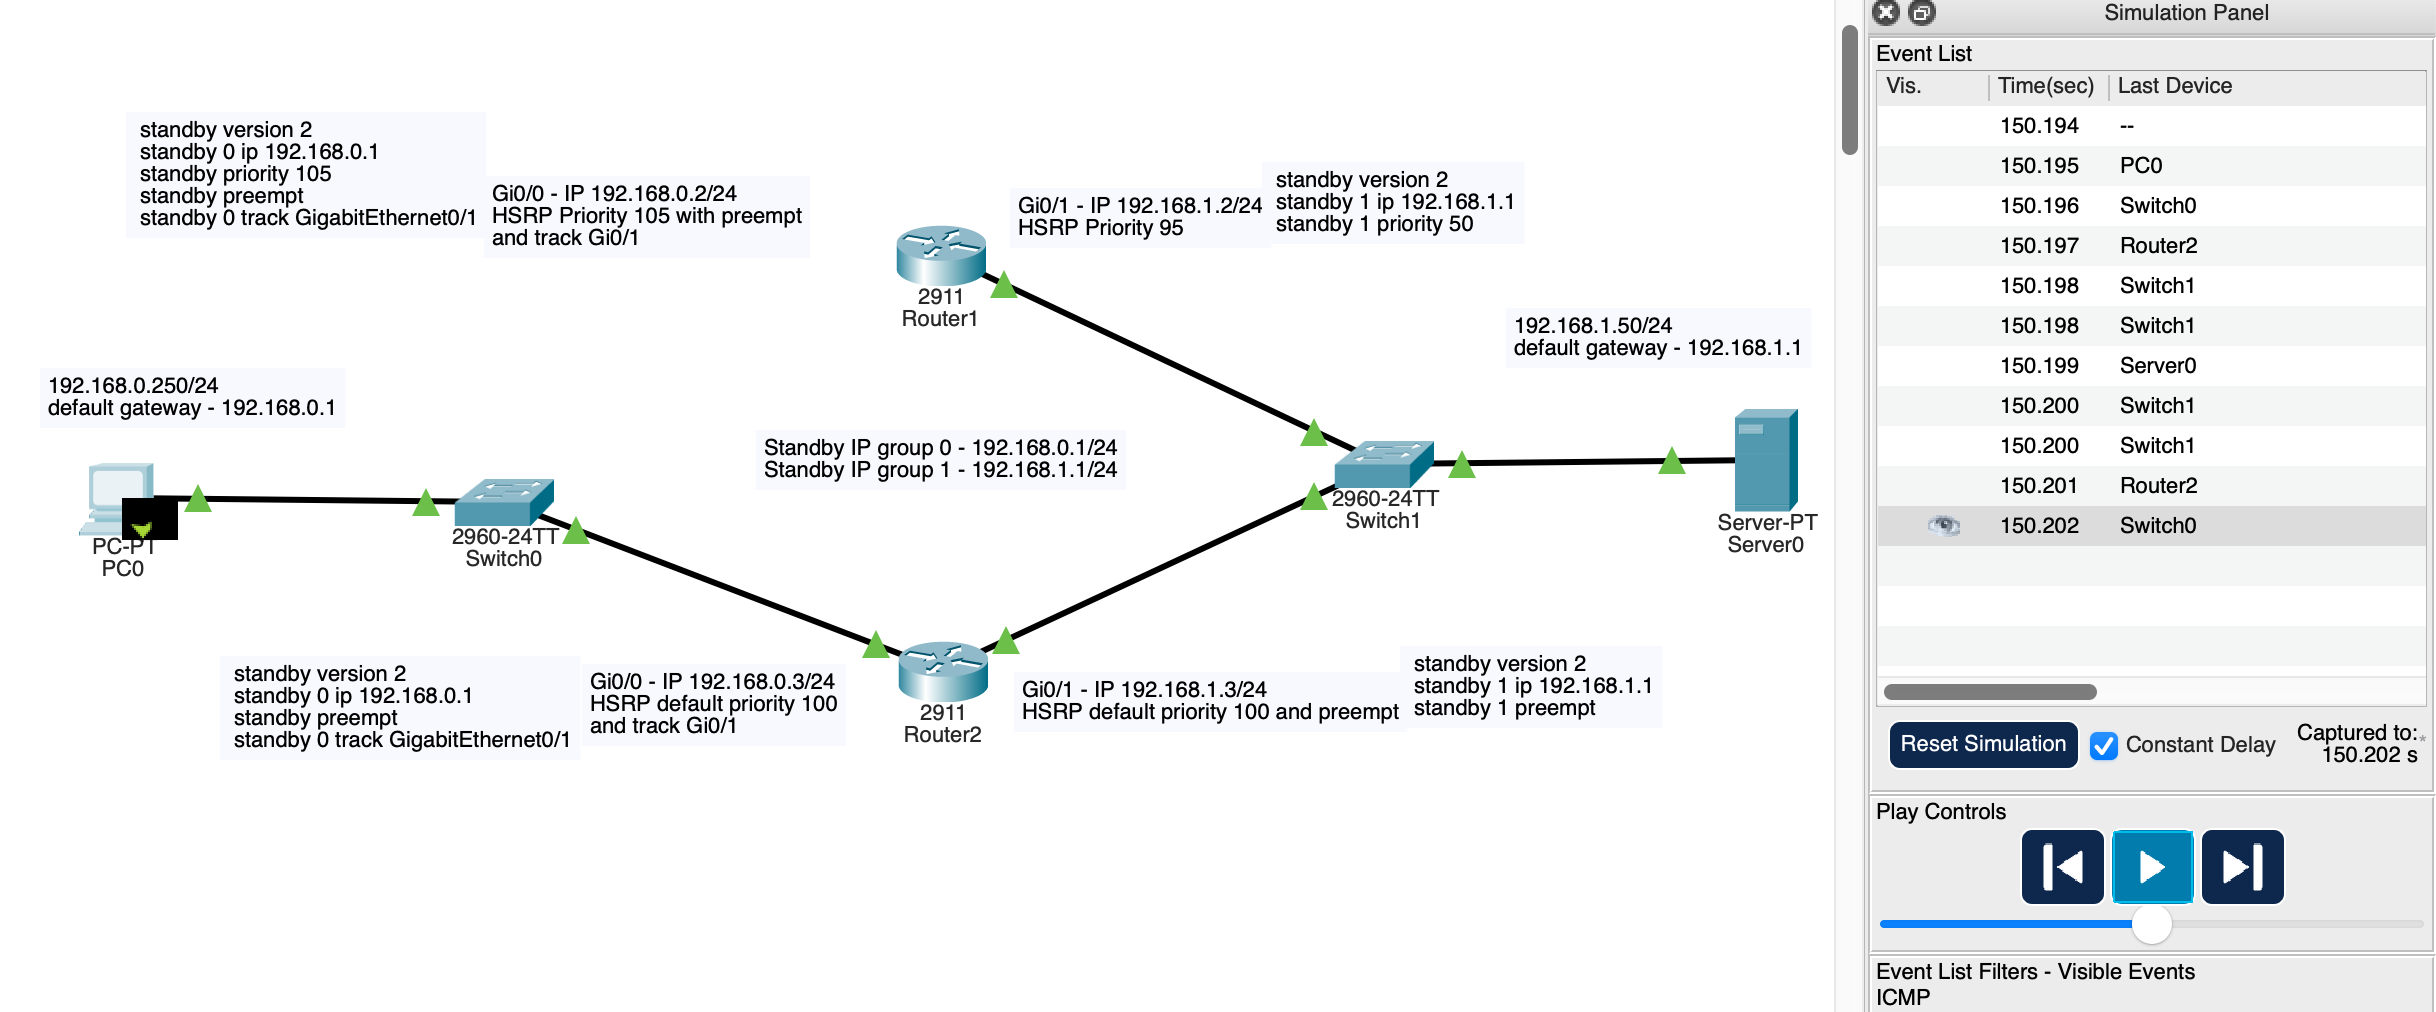 Simulation Panel
Event List
Vis. Time(sec) Last Device
150.194 --
150.195 PC0
150.196 Switch0
150.197 Router2
150.198 Switch1
150.198 Switch1
150.199 Server0
150.200 Switch1
150.200 Switch1
150.201 Router2
150.202 Switch0
Reset Simulation
Constant Delay
Captured to:
*
150.202 s
Play Controls
Event List Filters - Visible Events
ICMP
standby version 2
standby 0 ip 192.168.0.1
standby priority 105
standby preempt
standby 0 track GigabitEthernet0/1
Gi0/0 - IP 192.168.0.2/24
HSRP Priority 105 with preempt
and track Gi0/1
Gi0/1 - IP 192.168.1.2/24
HSRP Priority 95
standby version 2
standby 1 ip 192.168.1.1
standby 1 priority 50
2911
Router1
192.168.1.50/24
default gateway - 192.168.1.1
192.168.0.250/24
default gateway - 192.168.0.1
Standby IP group 0 - 192.168.0.1/24
Standby IP group 1 - 192.168.1.1/24
PC-PT
PC0
2960-24TT
Switch0
2960-24TT
Switch1
Server-PT
Server0
standby version 2
standby 0 ip 192.168.0.1
standby preempt
standby 0 track GigabitEthernet0/1
Gi0/0 - IP 192.168.0.3/24
HSRP default priority 100
and track Gi0/1
2911
Router2
Gi0/1 - IP 192.168.1.3/24
HSRP default priority 100 and preempt
standby version 2
standby 1 ip 192.168.1.1
standby 1 preempt